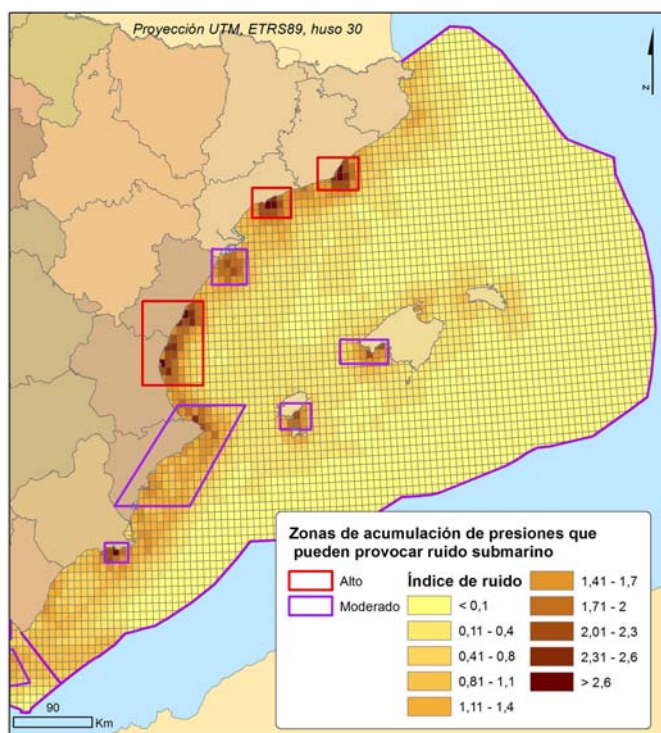 Proyección UTM, ETRS89, huso 30
N
Zonas de acumulación de presiones que
pueden provocar ruido submarino
Alto
Moderado
Índice de ruido
< 0,1
0,11 - 0,4
0,41 - 0,8
0,81 - 1,1
1,11 - 1,4
1,41 - 1,7
1,71 - 2
2,01 - 2,3
2,31 - 2,6
> 2,6
90
Km